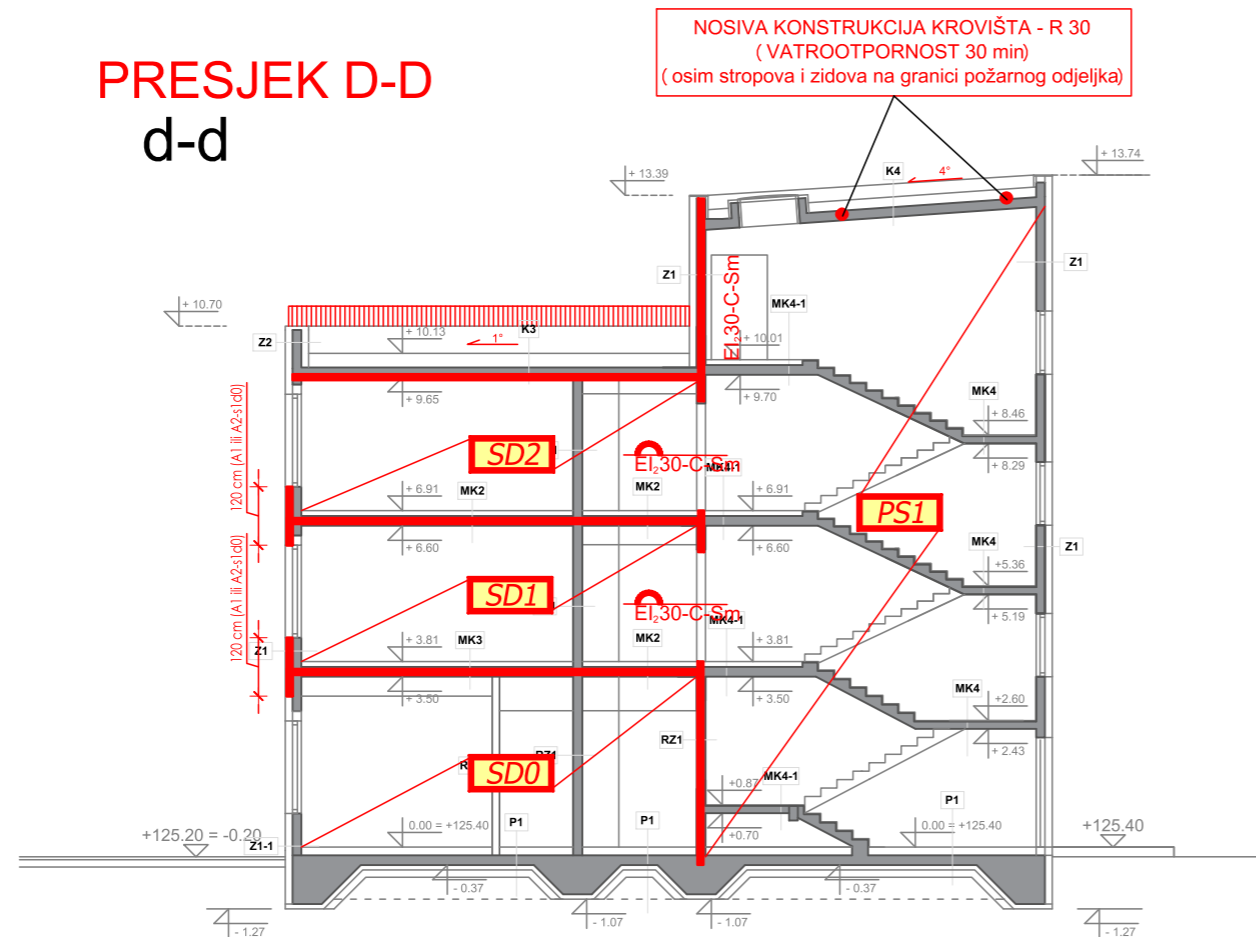 PRESJEK D-D
d-d
NOSIVA KONSTRUKCIJA KROVIŠTA - R 30
( VATROOTPORNOST 30 min)
( osim stropova i zidova na granici požarnog odjeljka)
+ 13.39
K4
4°
+ 13.74
Z1
EI₂30-C-Sm
MK4-1
Z1
+ 10.70
Z2
+ 10.13
1°
K3
+ 10.01
+ 9.65
+ 9.70
MK4
+ 8.46
+ 8.29
120 cm (A1 ili A2-s1d0)
SD2
EI₂30-C-Sm
MK4-1
+ 6.91
MK2
MK2
+ 6.91
PS1
+ 6.60
+ 6.60
MK4
Z1
+5.36
+ 5.19
120 cm (A1 ili A2-s1d0)
SD1
EI₂30-C-Sm
MK4-1
Z1
+ 3.81
MK3
MK2
+ 3.81
+ 3.50
+ 3.50
MK4
+2.60
+ 2.43
RZ1
RZ1
SD0
MK4-1
+0.87
+0.70
P1
+125.20 = -0.20
Z1-1
0.00 = +125.40
P1
P1
0.00 = +125.40
+125.40
- 0.37
- 0.37
- 1.27
- 1.07
- 1.07
- 1.27